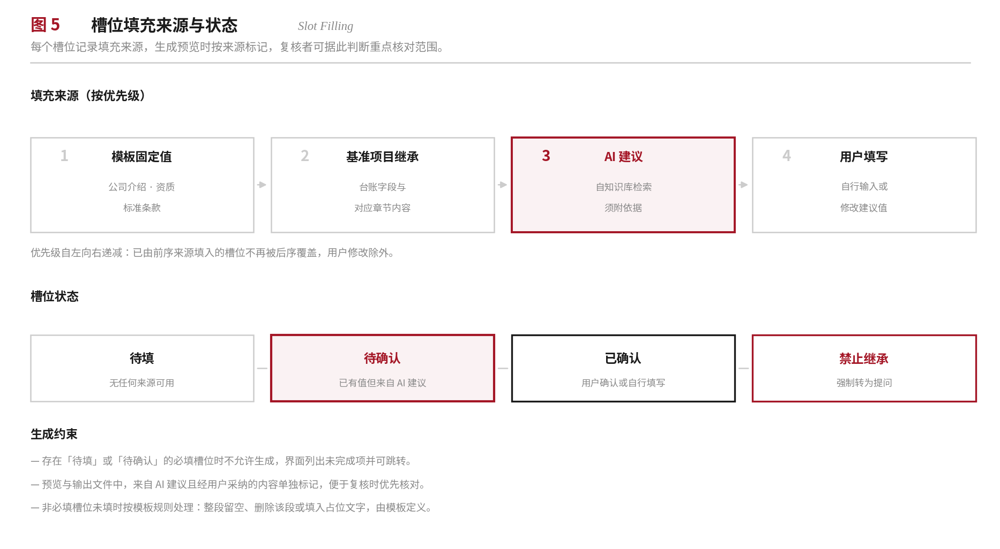 图 5 槽位填充来源与状态 Slot Filling
每个槽位记录填充来源，生成预览时按来源标记，复核者可据此判断重点核对范围。
填充来源（按优先级）
1 模板固定值
公司介绍 · 资质
标准条款
2 基准项目继承
台账字段与
对应章节内容
3 AI 建议
自知识库检索
须附依据
4 用户填写
自行输入或
修改建议值
优先级自左向右递减：已由前序来源填入的槽位不再被后序覆盖，用户修改除外。
槽位状态
待填
无任何来源可用
待确认
已有值但来自 AI 建议
已确认
用户确认或自行填写
禁止继承
强制转为提问
生成约束
— 存在「待填」或「待确认」的必填槽位时不允许生成，界面列出未完成项并可跳转。
— 预览与输出文件中，来自 AI 建议且经用户采纳的内容单独标记，便于复核时优先核对。
— 非必填槽位未填时按模板规则处理：整段留空、删除该段或填入占位文字，由模板定义。